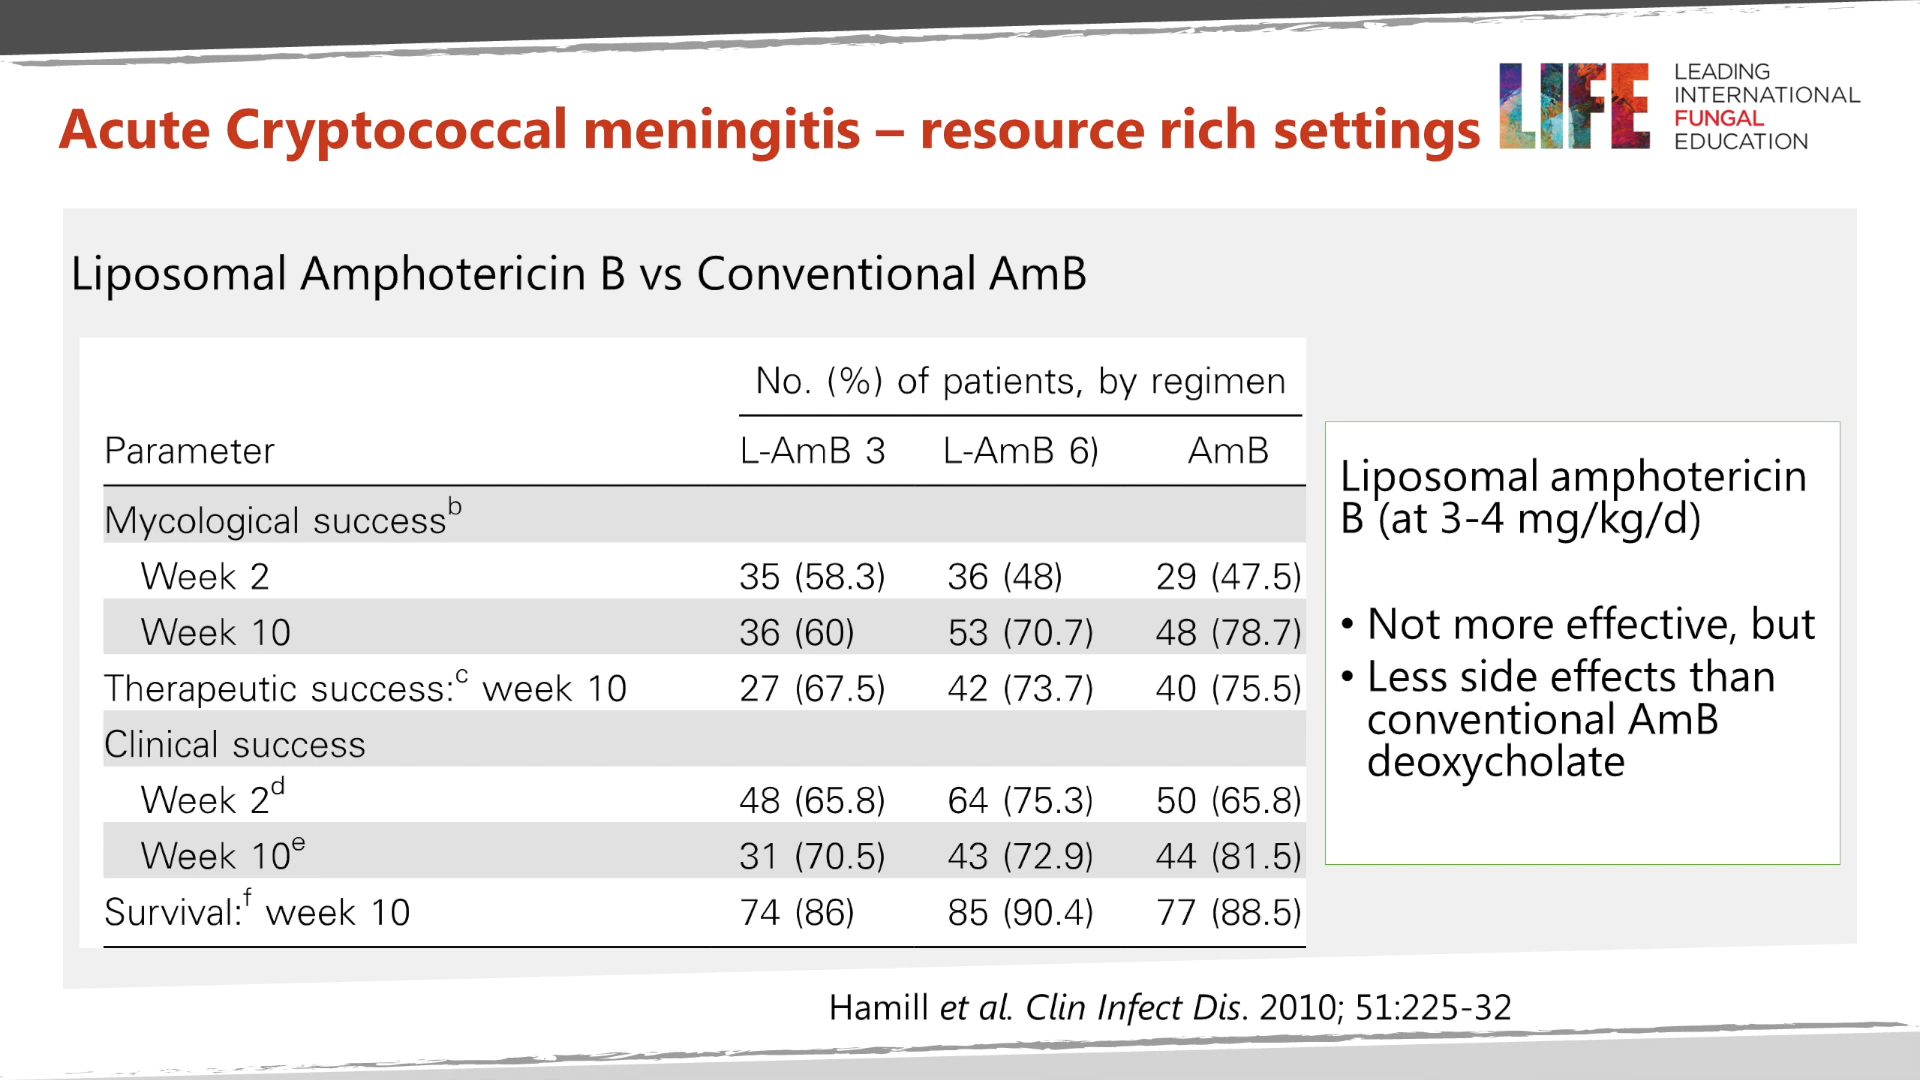 Acute Cryptococcal meningitis – resource rich settings
LIFE
LEADING
INTERNATIONAL
FUNGAL
EDUCATION
Liposomal Amphotericin B vs Conventional AmB
No. (%) of patients, by regimen
Parameter L-AmB 3 L-AmB 6) AmB
Mycological success^b
Week 2 35 (58.3) 36 (48) 29 (47.5)
Week 10 36 (60) 53 (70.7) 48 (78.7)
Therapeutic success:^c week 10 27 (67.5) 42 (73.7) 40 (75.5)
Clinical success
Week 2^d 48 (65.8) 64 (75.3) 50 (65.8)
Week 10^e 31 (70.5) 43 (72.9) 44 (81.5)
Survival:^f week 10 74 (86) 85 (90.4) 77 (88.5)
Liposomal amphotericin
B (at 3-4 mg/kg/d)
• Not more effective, but
• Less side effects than
conventional AmB
deoxycholate
Hamill et al. Clin Infect Dis. 2010; 51:225-32